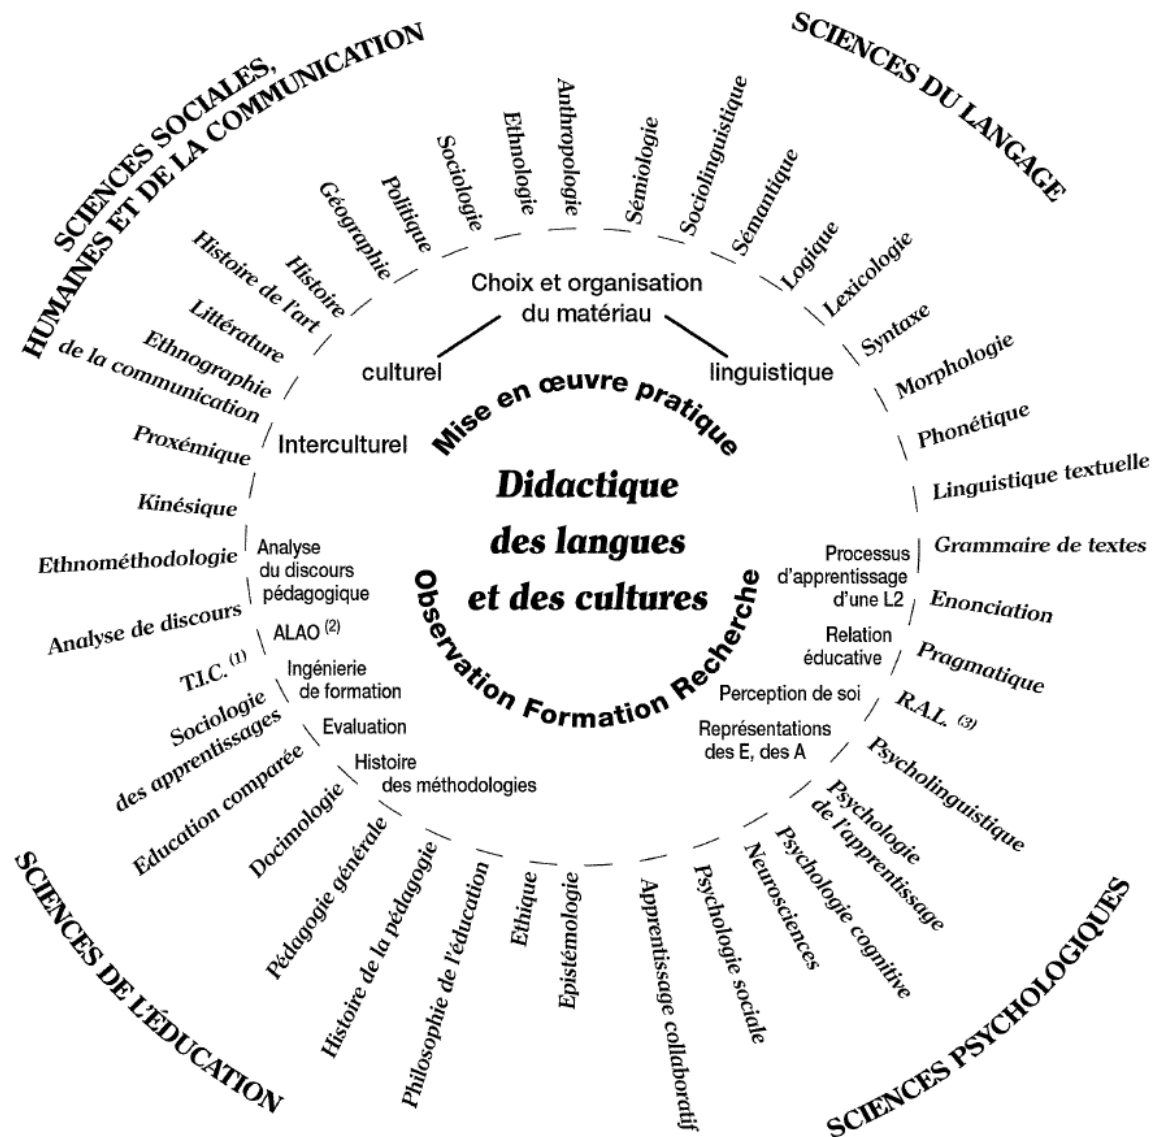 SCIENCES SOCIALES,
HUMAINES ET DE LA COMMUNICATION
SCIENCES DU LANGAGE
Anthropologie
Ethnologie
Sociologie
Politique
Géographie
Histoire
Histoire de l'art
Littérature
Ethnographie
de la communication
Proxémique
Kinésique
Ethnométhodologie
Analyse de discours
T.I.C. (1)
Sociologie
des apprentissages
Education comparée
Docimologie
Pédagogie générale
Histoire de la pédagogie
Philosophie de l'éducation
Ethique
Epistémologie
Sémiologie
Sociolinguistique
Sémantique
Logique
Lexicologie
Syntaxe
Morphologie
Phonétique
Linguistique textuelle
Grammaire de textes
Enonciation
Pragmatique
R.A.L. (3)
Psycholinguistique
Psychologie
de l'apprentissage
Psychologie cognitive
Neurosciences
Psychologie sociale
Apprentissage collaboratif
Choix et organisation
du matériau
culturel
linguistique
Interculturel
Mise en œuvre pratique
Didactique
des langues
et des cultures
Observation Formation Recherche
Analyse
du discours
pédagogique
ALAO (2)
Ingénierie
de formation
Evaluation
Histoire
des méthodologies
Processus
d'apprentissage
d'une L2
Relation
éducative
Perception de soi
Représentations
des E, des A
SCIENCES DE L'ÉDUCATION
SCIENCES PSYCHOLOGIQUES